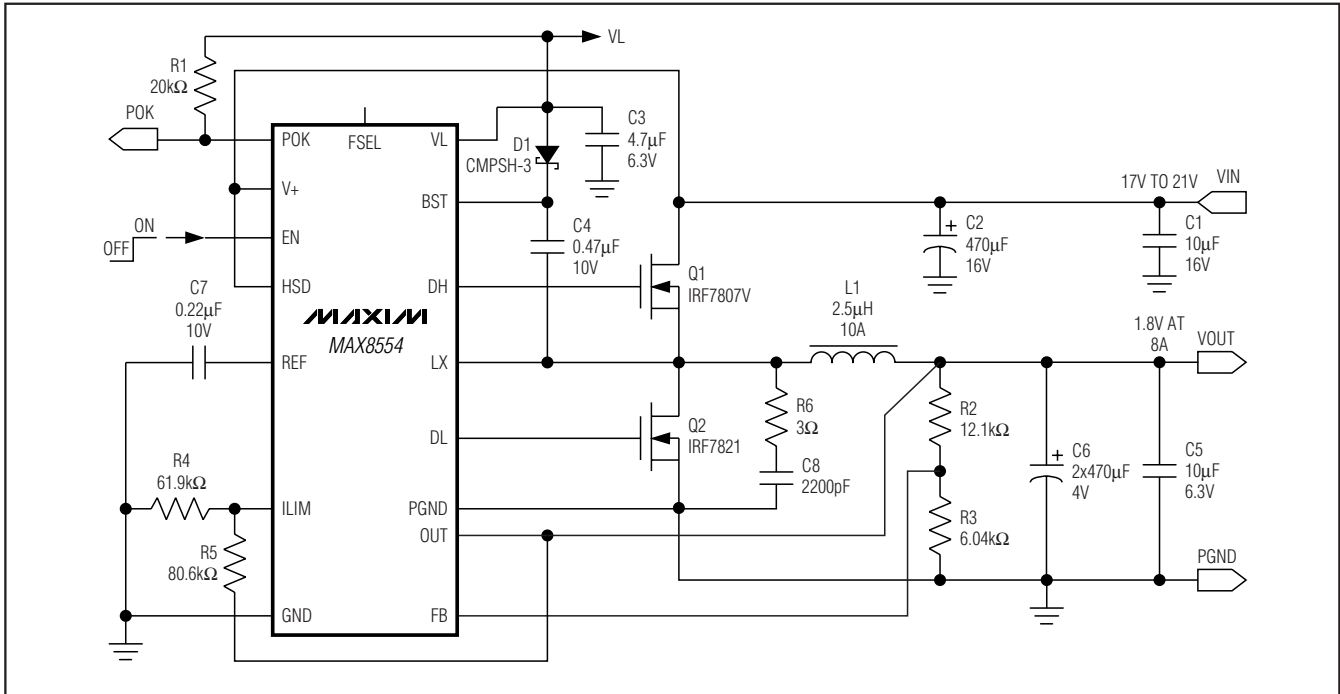 VL
R1
20kΩ
POK
POK
FSEL
VL
D1
CMPSH-3
C3
4.7µF
6.3V
V+
BST
17V TO 21V
VIN
ON
OFF
EN
C4
0.47µF
10V
C2
+
470µF
16V
C1
10µF
16V
C7
0.22µF
10V
HSD
DH
Q1
IRF7807V
MAXIM
MAX8554
L1
2.5µH
10A
1.8V AT
8A
VOUT
REF
LX
R6
3Ω
R2
12.1kΩ
DL
Q2
IRF7821
C8
2200pF
C6
+
2x470µF
4V
C5
10µF
6.3V
R4
61.9kΩ
ILIM
PGND
OUT
R3
6.04kΩ
R5
80.6kΩ
PGND
GND
FB